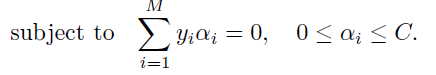 subject to $\sum_{i=1}^{M} y_i \alpha_i = 0, \quad 0 \leq \alpha_i \leq C.$